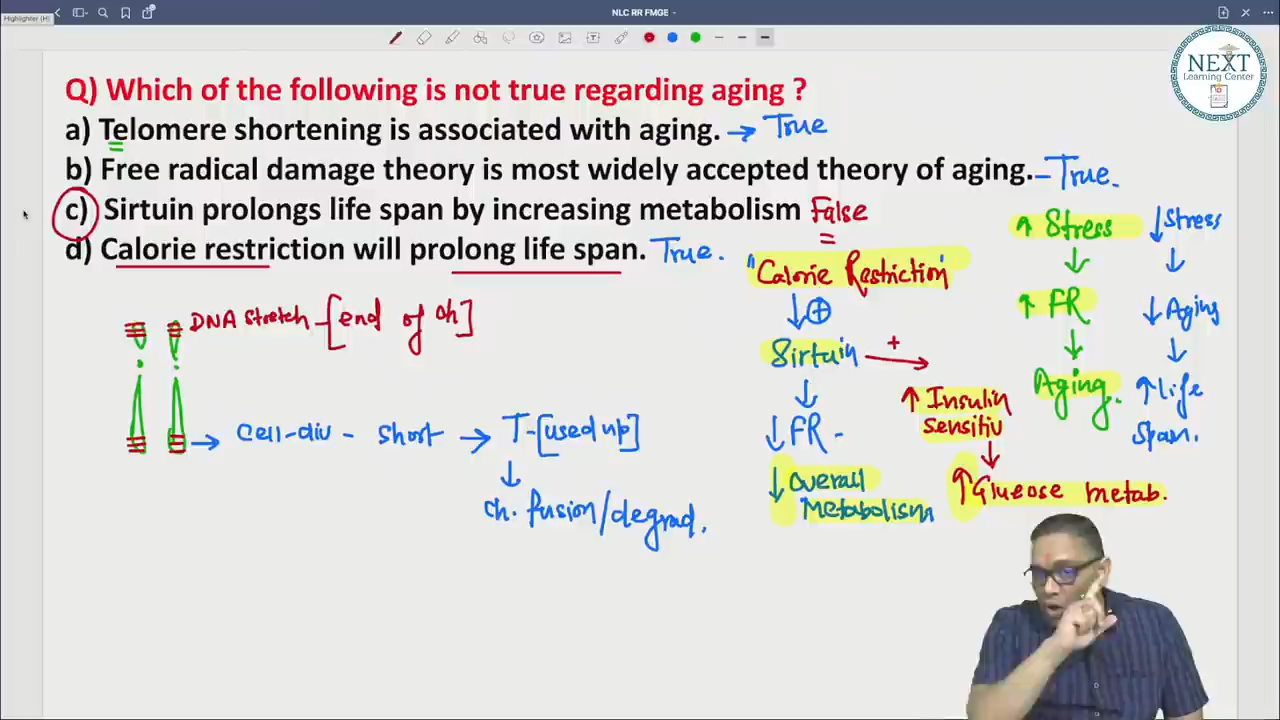 Highlighter (H)
NLC RR FMGE
NEXT
Learning Center
Q) Which of the following is not true regarding aging ?
a) Telomere shortening is associated with aging. → True
b) Free radical damage theory is most widely accepted theory of aging. - True.
c) Sirtuin prolongs life span by increasing metabolism False
d) Calorie restriction will prolong life span. True.
"Calorie Restriction"
↓ ⊕
Sirtuin + →
↓
↓ FR -
↓ Overall
Metabolism
↑ Insulin
sensitiv
↓
↑ Glucose metab.
↑ Stress
↓
↑ FR
↓
Aging.
↓ Stress
↓
↓ Aging
↓
↑ Life
Span.
DNA Stretch - [end of ch]
→ Cell-div - Short → T-[used up]
↓
ch. fusion/degrad.